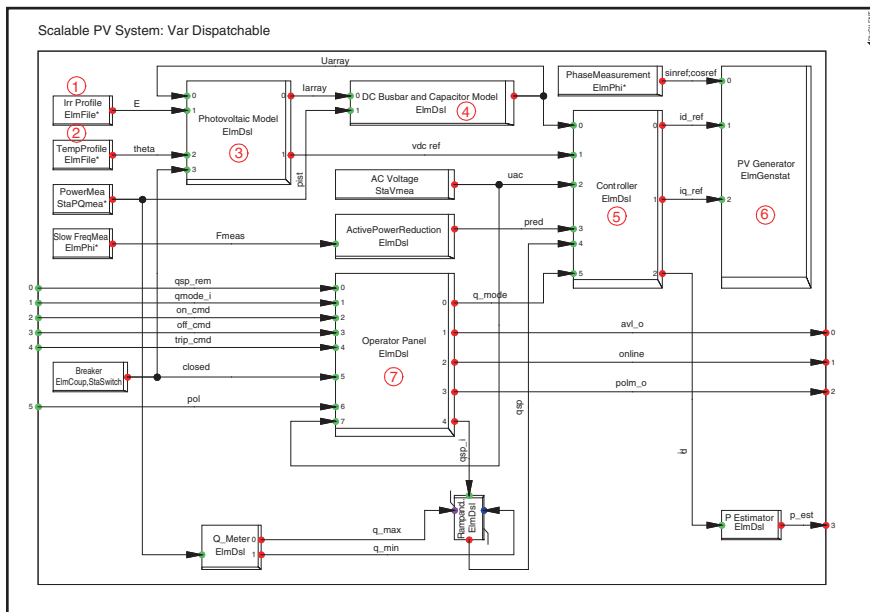 Scalable PV System: Var Dispatchable
Uarray
1
Irr Profile
ElmFile*
E
0
1
2
3
Photovoltaic Model
ElmDsl
3
0
1
Iarray
0
1
DC Busbar and Capacitor Model
ElmDsl
4
PhaseMeasurement
ElmPhi*
sinref;cosref
2
TempProfile
ElmFile*
theta
vdc ref
pist
PowerMea
StaPQmea*
AC Voltage
StaVmea
uac
0
1
2
3
4
5
Controller
ElmDsl
5
0
1
2
id_ref
iq_ref
0
1
2
PV Generator
ElmGenstat
6
Slow FreqMea
ElmPhi*
Fmeas
ActivePowerReduction
ElmDsl
pred
0
qsp_rem
1
qmode_i
2
on_cmd
3
off_cmd
4
trip_cmd
Breaker
ElmCoup,StaSwitch
closed
5
pol
0
1
2
3
4
5
6
7
Operator Panel
ElmDsl
7
0
1
2
3
4
q_mode
avl_o
0
online
1
polm_o
2
qsp
qsp_i
id
Q_Meter
ElmDsl
0
1
q_max
q_min
Rampand..
ElmDsl
P Estimator
ElmDsl
p_est
3